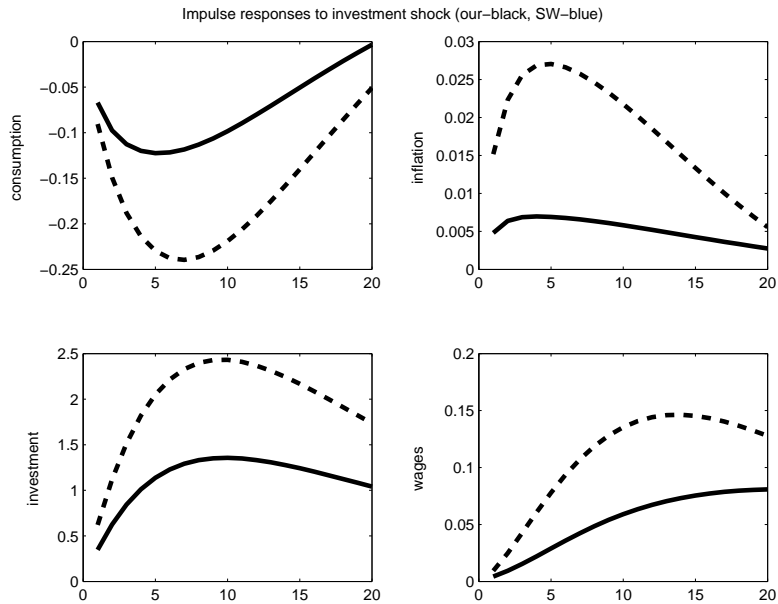 Impulse responses to investment shock (our−black, SW−blue)
0
−0.05
−0.1
−0.15
−0.2
−0.25
consumption
0 5 10 15 20
0.03
0.025
0.02
0.015
0.01
0.005
0
inflation
0 5 10 15 20
2.5
2
1.5
1
0.5
0
investment
0 5 10 15 20
0.2
0.15
0.1
0.05
0
wages
0 5 10 15 20